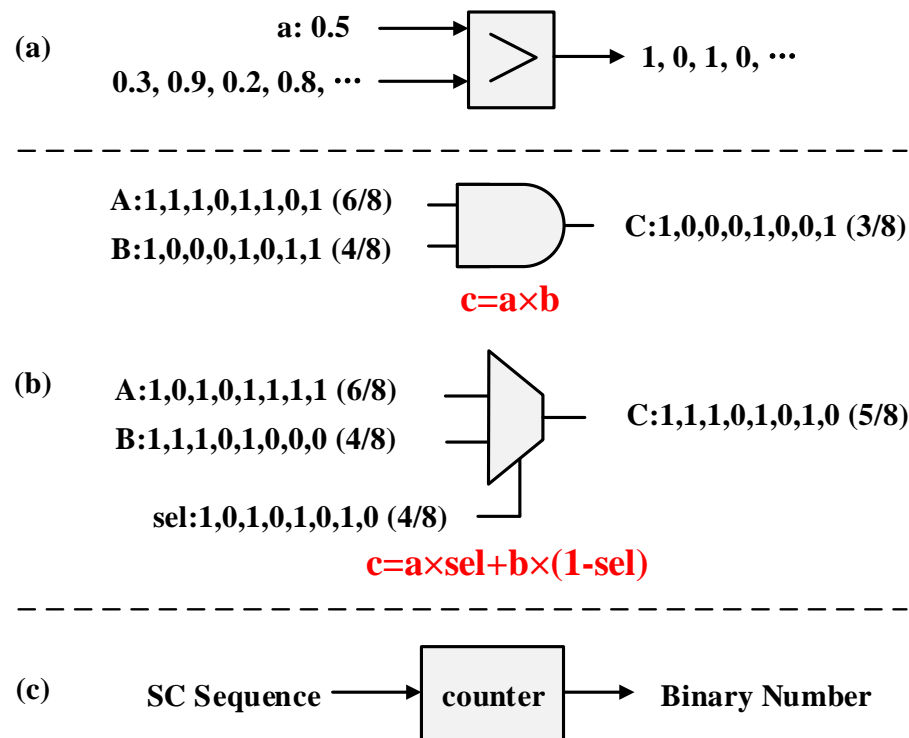 (a)
a: 0.5
0.3, 0.9, 0.2, 0.8, ···
>
1, 0, 1, 0, ···
A:1,1,1,0,1,1,0,1 (6/8)
B:1,0,0,0,1,0,1,1 (4/8)
C:1,0,0,0,1,0,0,1 (3/8)
c=a×b
(b)
A:1,0,1,0,1,1,1,1 (6/8)
B:1,1,1,0,1,0,0,0 (4/8)
C:1,1,1,0,1,0,1,0 (5/8)
sel:1,0,1,0,1,0,1,0 (4/8)
c=a×sel+b×(1-sel)
(c)
SC Sequence
counter
Binary Number